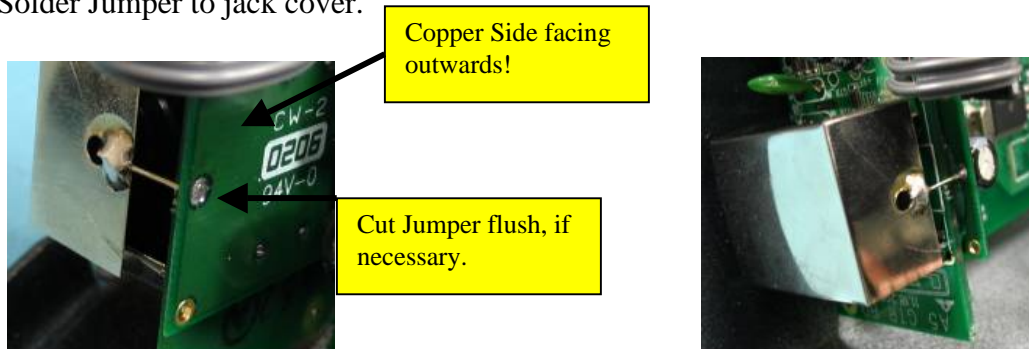 Solder Jumper to jack cover.
Copper Side facing
outwards!
CW-2
0206
94V-0
Cut Jumper flush, if
necessary.